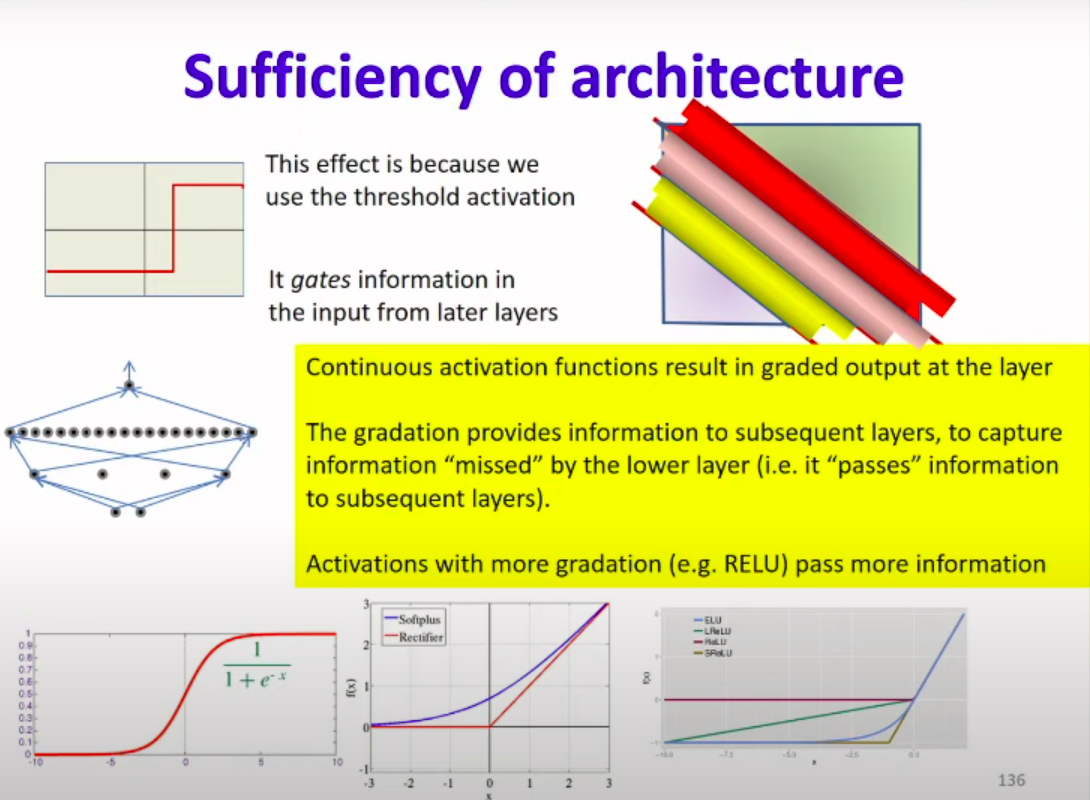 Sufficiency of architecture
This effect is because we
use the threshold activation
It gates information in
the input from later layers
Continuous activation functions result in graded output at the layer
The gradation provides information to subsequent layers, to capture
information “missed” by the lower layer (i.e. it “passes” information
to subsequent layers).
Activations with more gradation (e.g. RELU) pass more information
1
0.9
0.8
0.7
0.6
0.5
0.4
0.3
0.2
0.1
0
-10 -5 0 5 10
1
1 + e^-x
Softplus
Rectifier
f(x)
3
2
1
0
-1
-3 -2 -1 0 1 2 3
x
ELU
LReLU
ReLU
SReLU
f(x)
2
1
0
-1
-10.0 -7.5 -5.0 -2.5 0.0
x
136